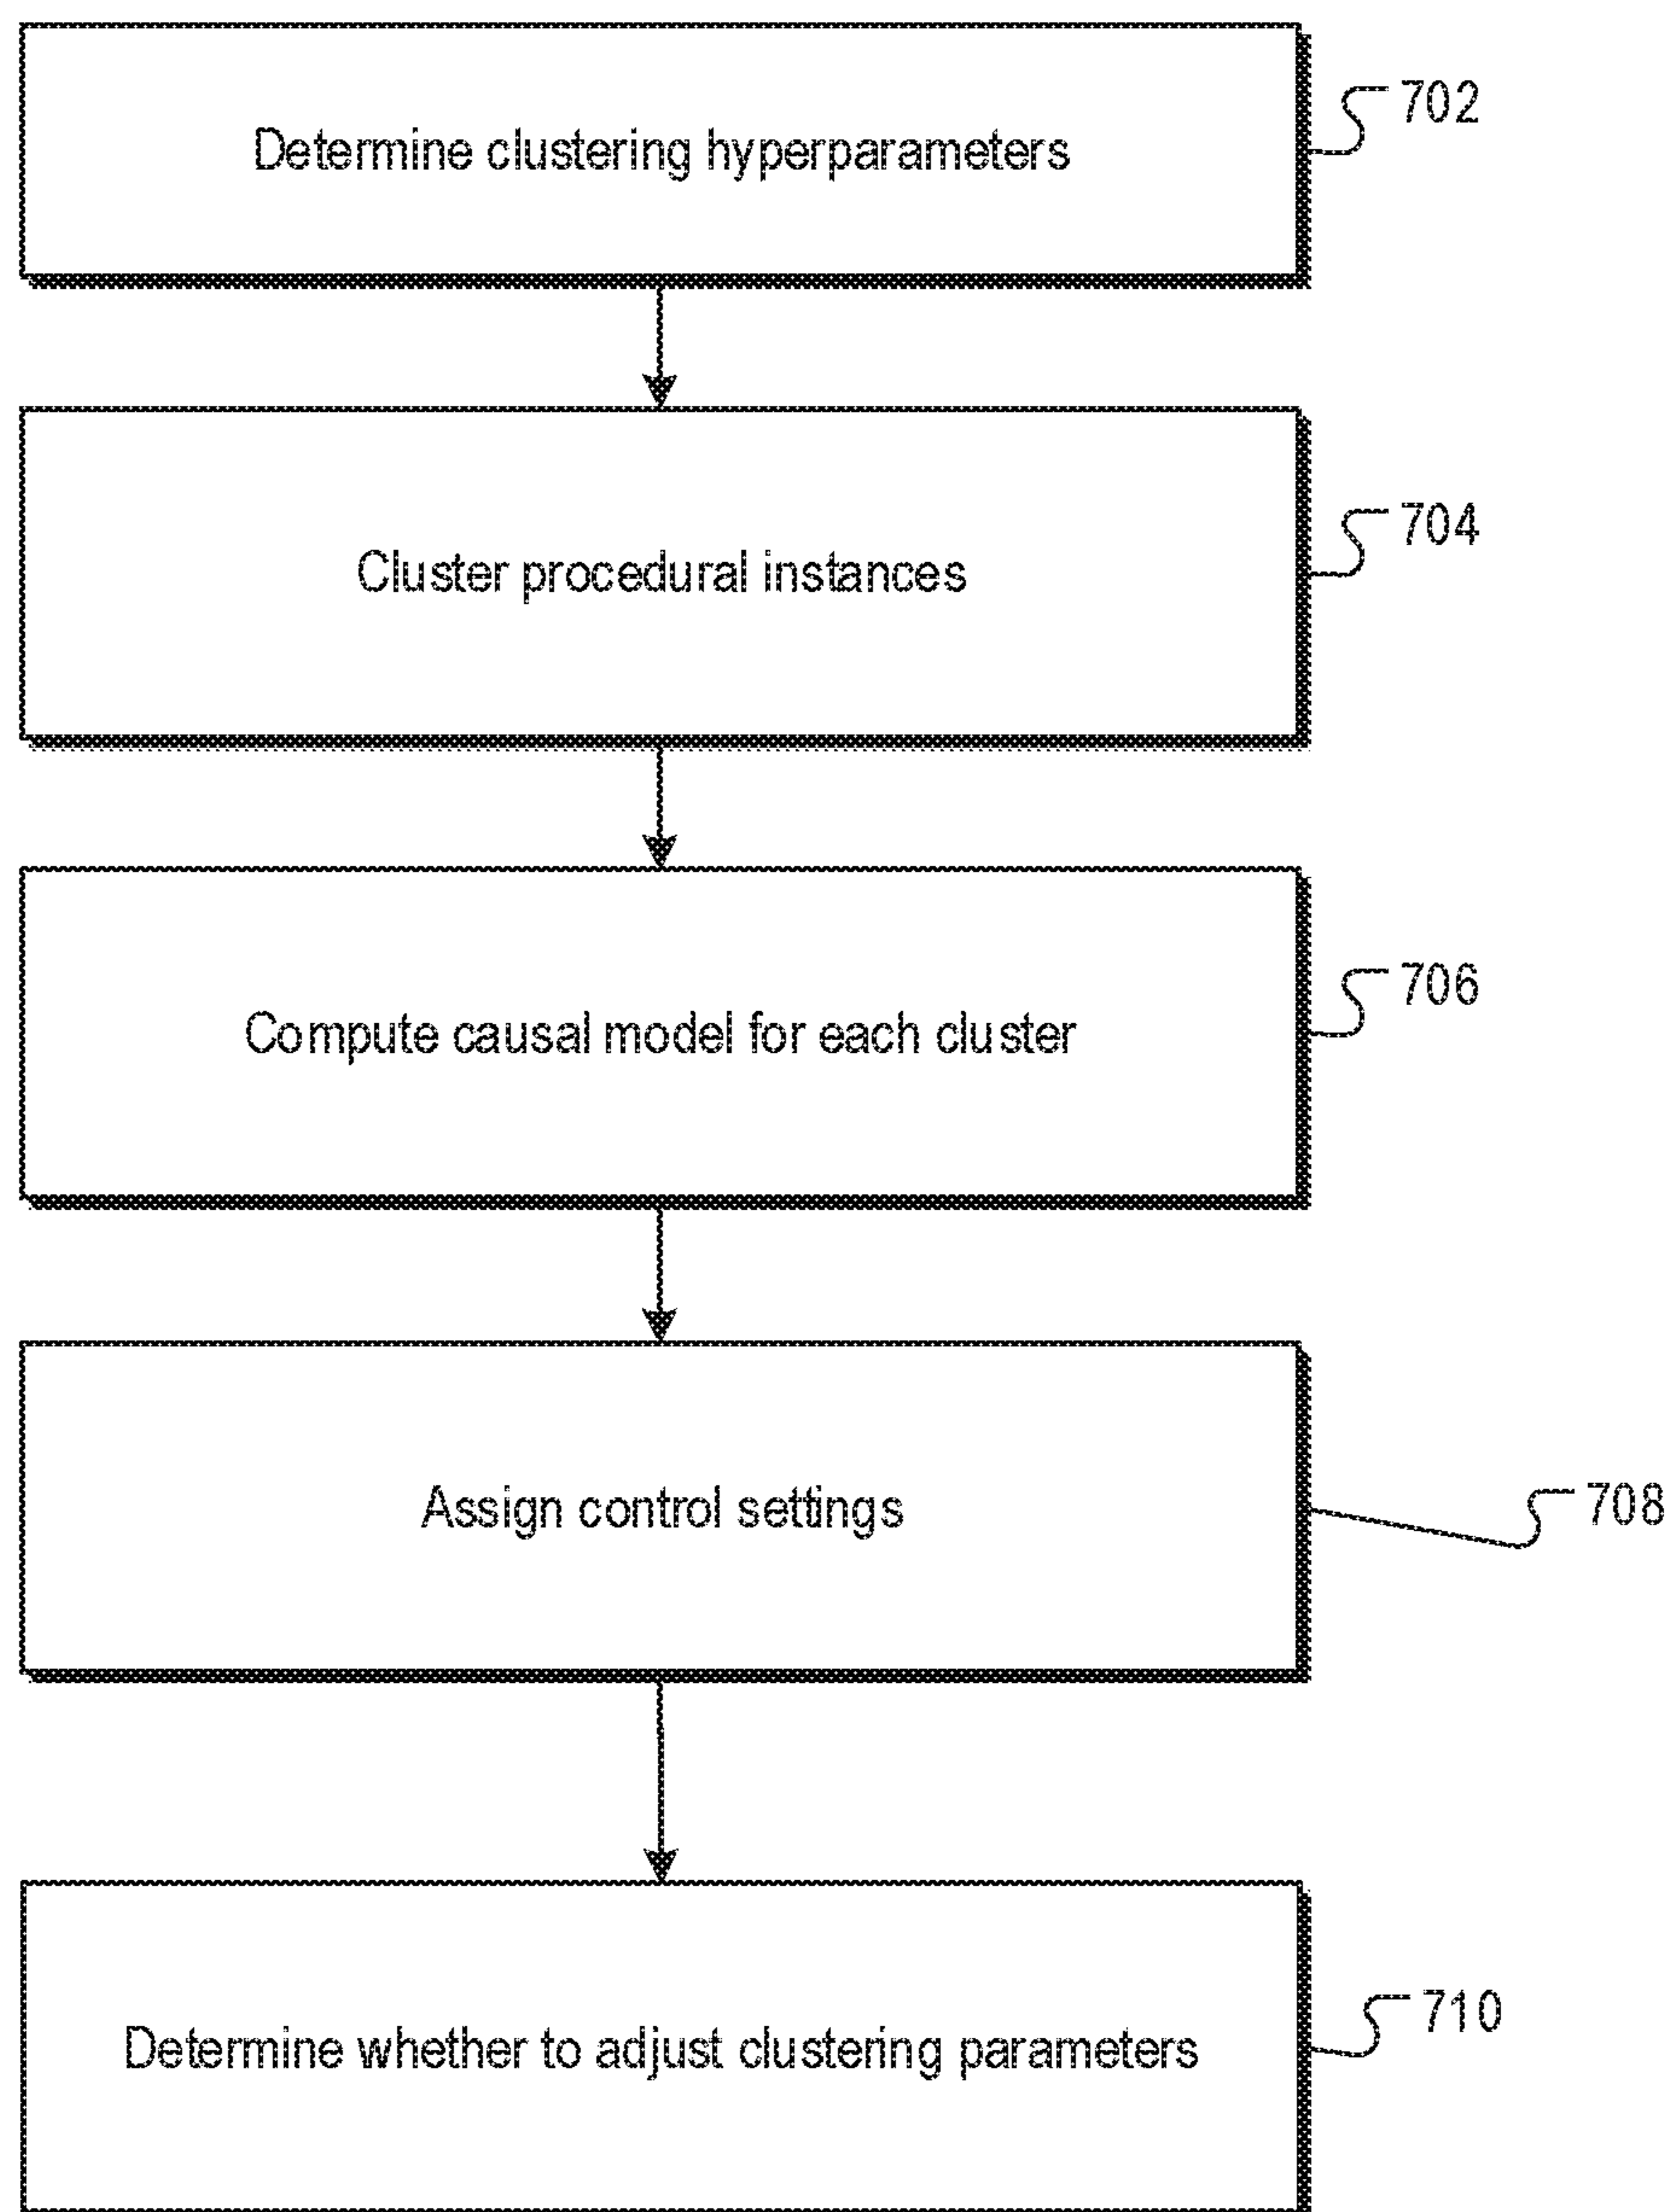 Determine clustering hyperparameters
702
Cluster procedural instances
704
Compute causal model for each cluster
706
Assign control settings
708
Determine whether to adjust clustering parameters
710